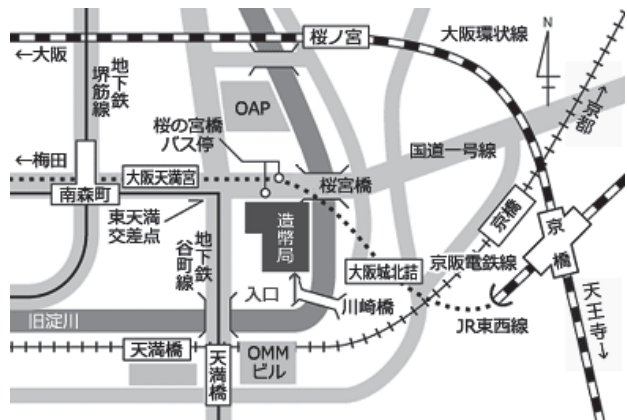 ←大阪
桜ノ宮
大阪環状線
N
地下鉄
堺筋線
OAP
桜の宮橋
バス停
←京都
国道一号線
←梅田
大阪天満宮
南森町
桜宮橋
東天満
交差点
造幣局
京橋
京橋
地下鉄
谷町線
大阪城北詰
京阪電鉄線
入口
川崎橋
天王寺→
旧淀川
JR東西線
天満橋
天満橋
OMM
ビル